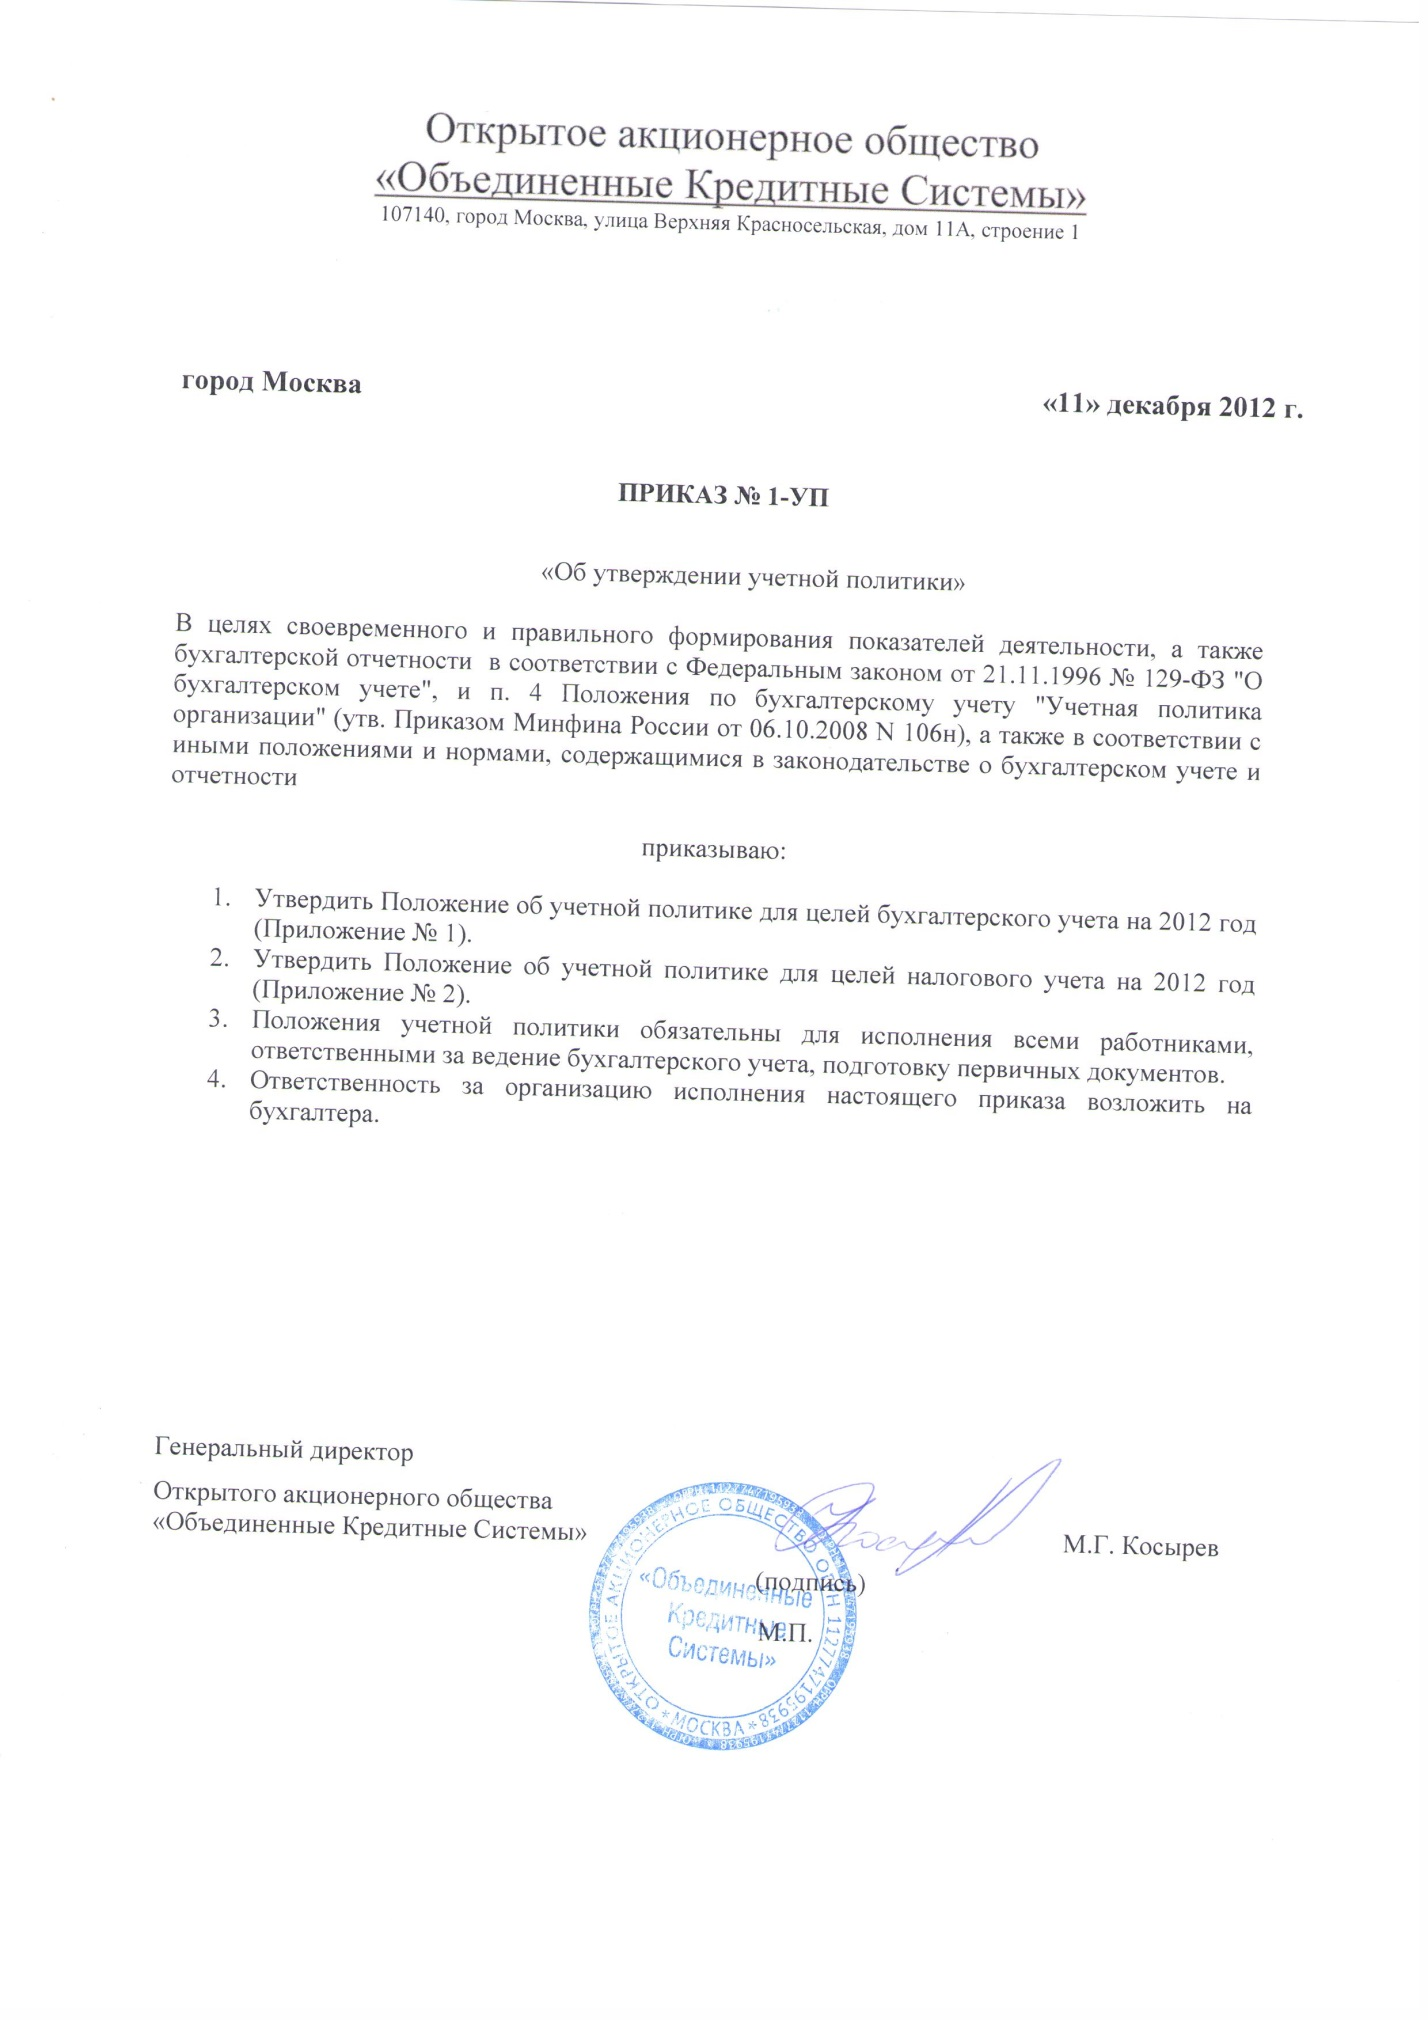 Открытое акционерное общество
«Объединенные Кредитные Системы»
107140, город Москва, улица Верхняя Красносельская, дом 11А, строение 1
город Москва
«11» декабря 2012 г.
ПРИКАЗ № 1-УП
«Об утверждении учетной политики»
В целях своевременного и правильного формирования показателей деятельности, а также
бухгалтерской отчетности в соответствии с Федеральным законом от 21.11.1996 № 129-ФЗ "О
бухгалтерском учете", и п. 4 Положения по бухгалтерскому учету "Учетная политика
организации" (утв. Приказом Минфина России от 06.10.2008 N 106н), а также в соответствии с
иными положениями и нормами, содержащимися в законодательстве о бухгалтерском учете и
отчетности
приказываю:
1. Утвердить Положение об учетной политике для целей бухгалтерского учета на 2012 год
(Приложение № 1).
2. Утвердить Положение об учетной политике для целей налогового учета на 2012 год
(Приложение № 2).
3. Положения учетной политики обязательны для исполнения всеми работниками,
ответственными за ведение бухгалтерского учета, подготовку первичных документов.
4. Ответственность за организацию исполнения настоящего приказа возложить на
бухгалтера.
Генеральный директор
Открытого акционерного общества
«Объединенные Кредитные Системы»
М.Г. Косырев
(подпись)
М.П.
ОТКРЫТОЕ АКЦИОНЕРНОЕ ОБЩЕСТВО ОГРН 1127747195938
* МОСКВА *
«Объединенные
Кредитные
Системы»